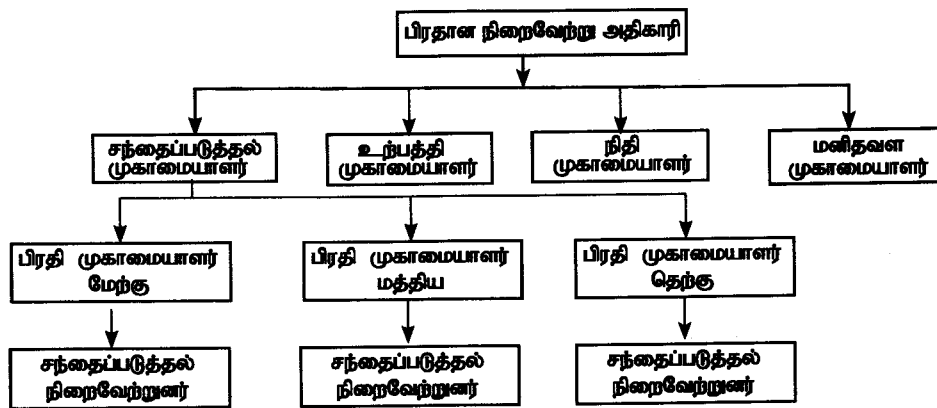 பிரதான நிறைவேற்று அதிகாரி
சந்தைப்படுத்தல்
முகாமையாளர்
உற்பத்தி
முகாமையாளர்
நிதி
முகாமையாளர்
மனிதவள
முகாமையாளர்
பிரதி முகாமையாளர்
மேற்கு
பிரதி முகாமையாளர்
மத்திய
பிரதி முகாமையாளர்
தெற்கு
சந்தைப்படுத்தல்
நிறைவேற்றுனர்
சந்தைப்படுத்தல்
நிறைவேற்றுனர்
சந்தைப்படுத்தல்
நிறைவேற்றுனர்